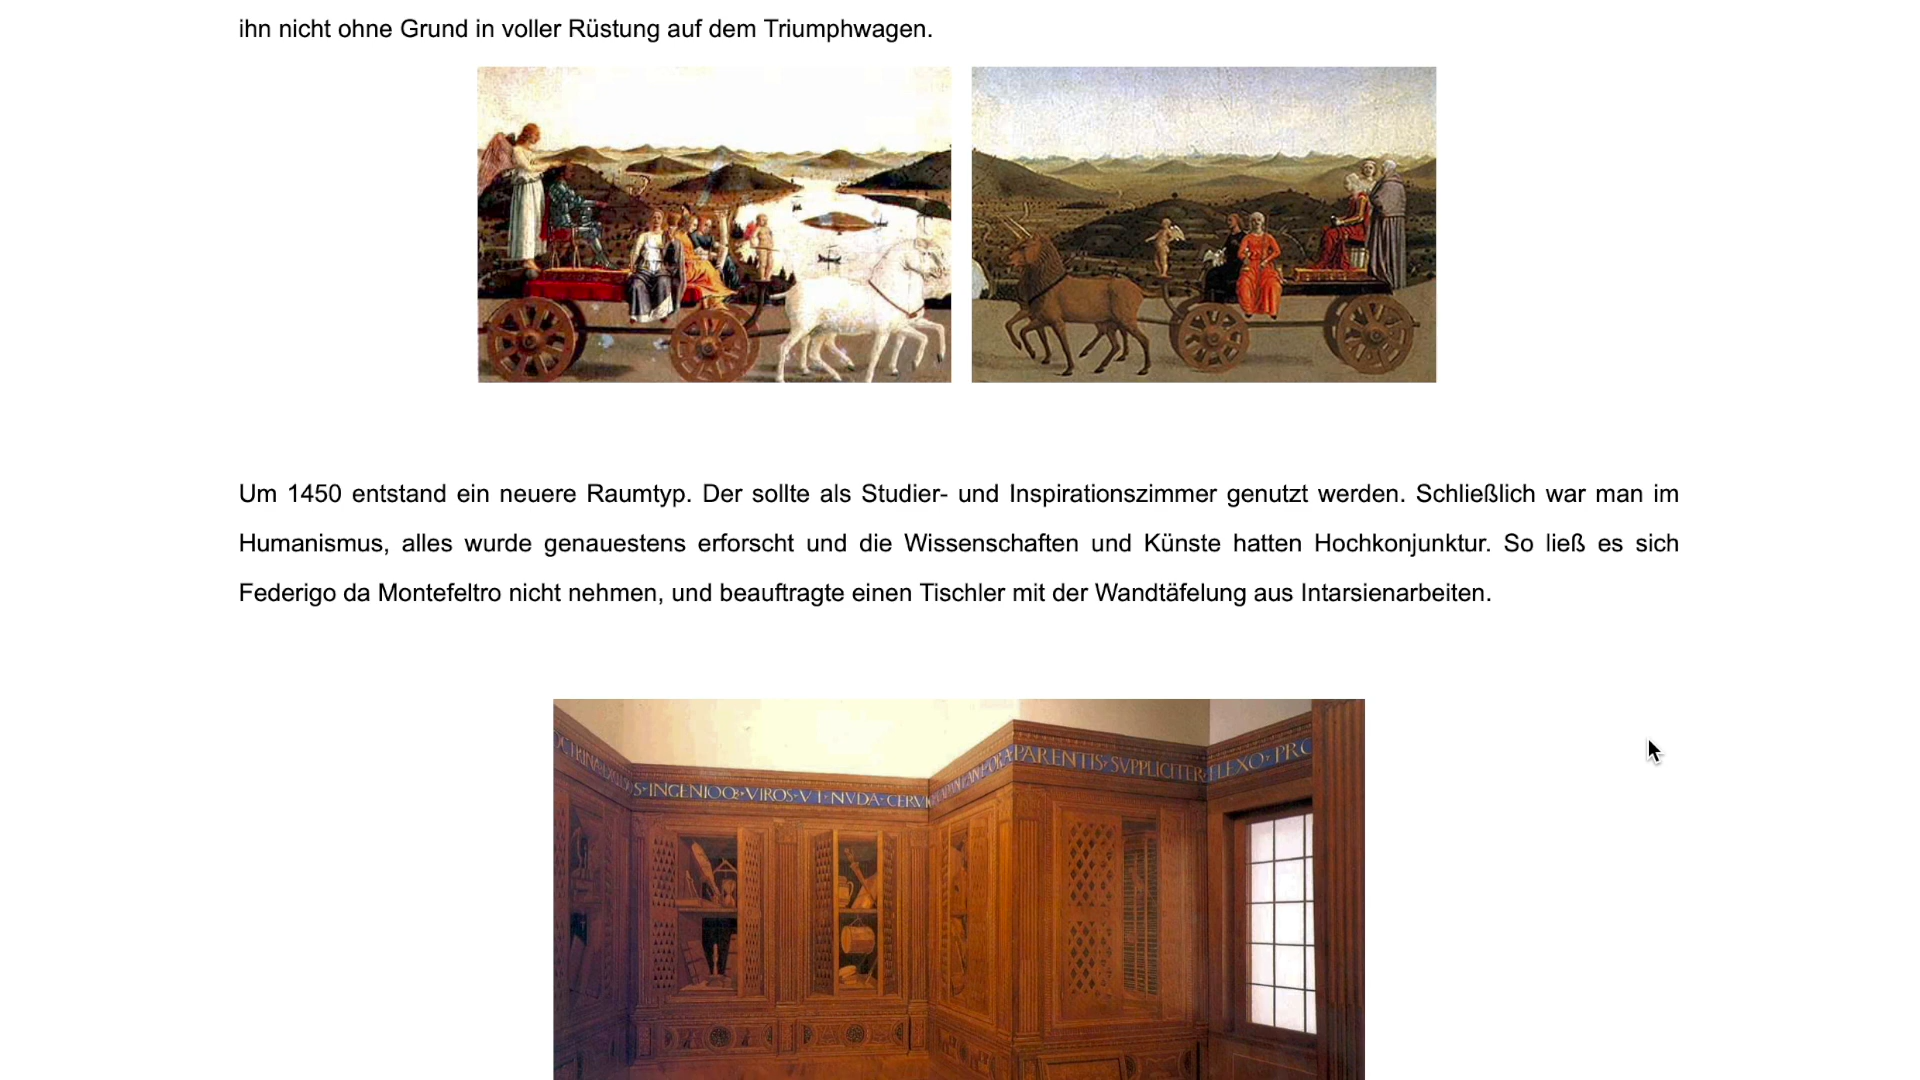 ihn nicht ohne Grund in voller Rüstung auf dem Triumphwagen.
Um 1450 entstand ein neuere Raumtyp. Der sollte als Studier- und Inspirationszimmer genutzt werden. Schließlich war man im
Humanismus, alles wurde genauestens erforscht und die Wissenschaften und Künste hatten Hochkonjunktur. So ließ es sich
Federigo da Montefeltro nicht nehmen, und beauftragte einen Tischler mit der Wandtäfelung aus Intarsienarbeiten.
S·INGENIOQ·VIROS·VT·NVDA·CERVI PARENTIS·SVPPLICITER FLEXO·PRO